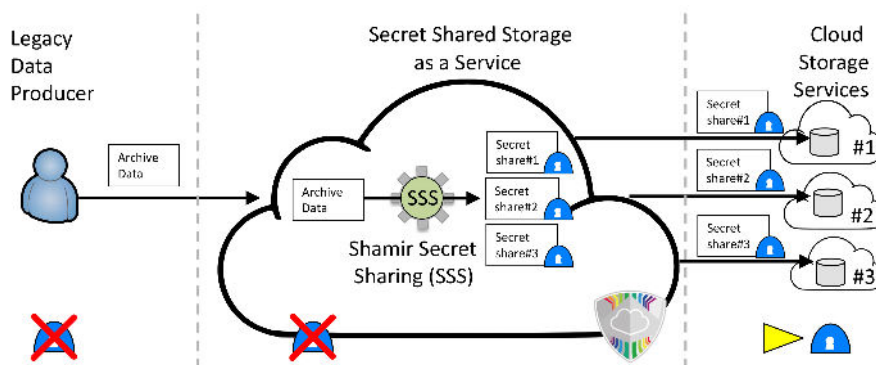 Legacy
Data
Producer
Secret Shared Storage
as a Service
Cloud
Storage
Services
Archive
Data
Archive
Data
SSS
Shamir Secret
Sharing (SSS)
Secret
share#1
Secret
share#2
Secret
share#3
Secret
share#1
#1
Secret
share#2
#2
Secret
share#3
#3